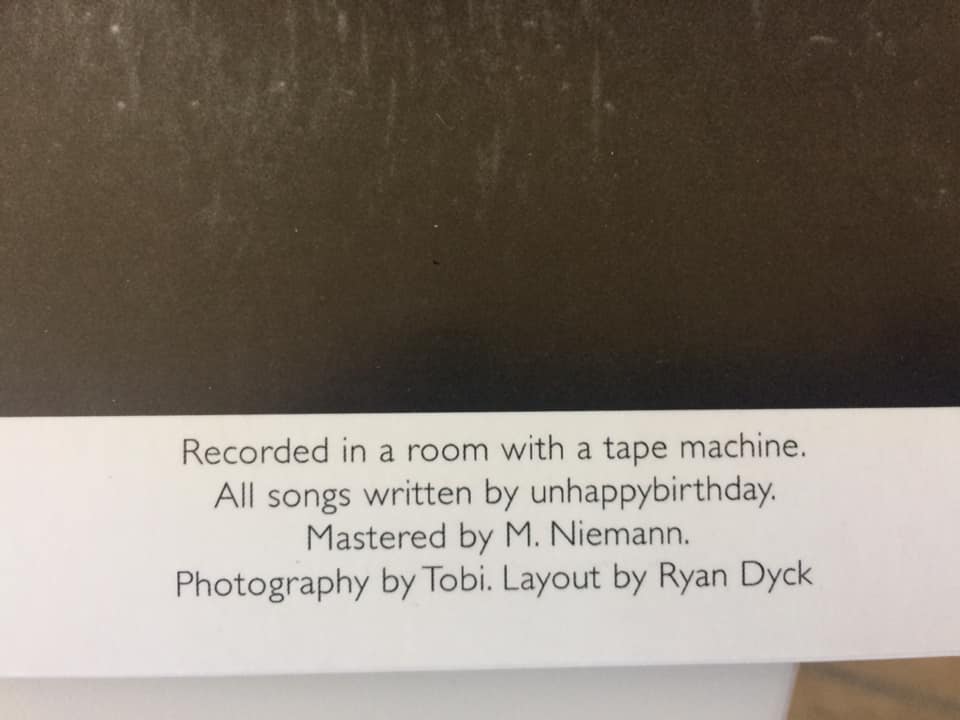 Recorded in a room with a tape machine.
All songs written by unhappybirthday.
Mastered by M. Niemann.
Photography by Tobi. Layout by Ryan Dyck